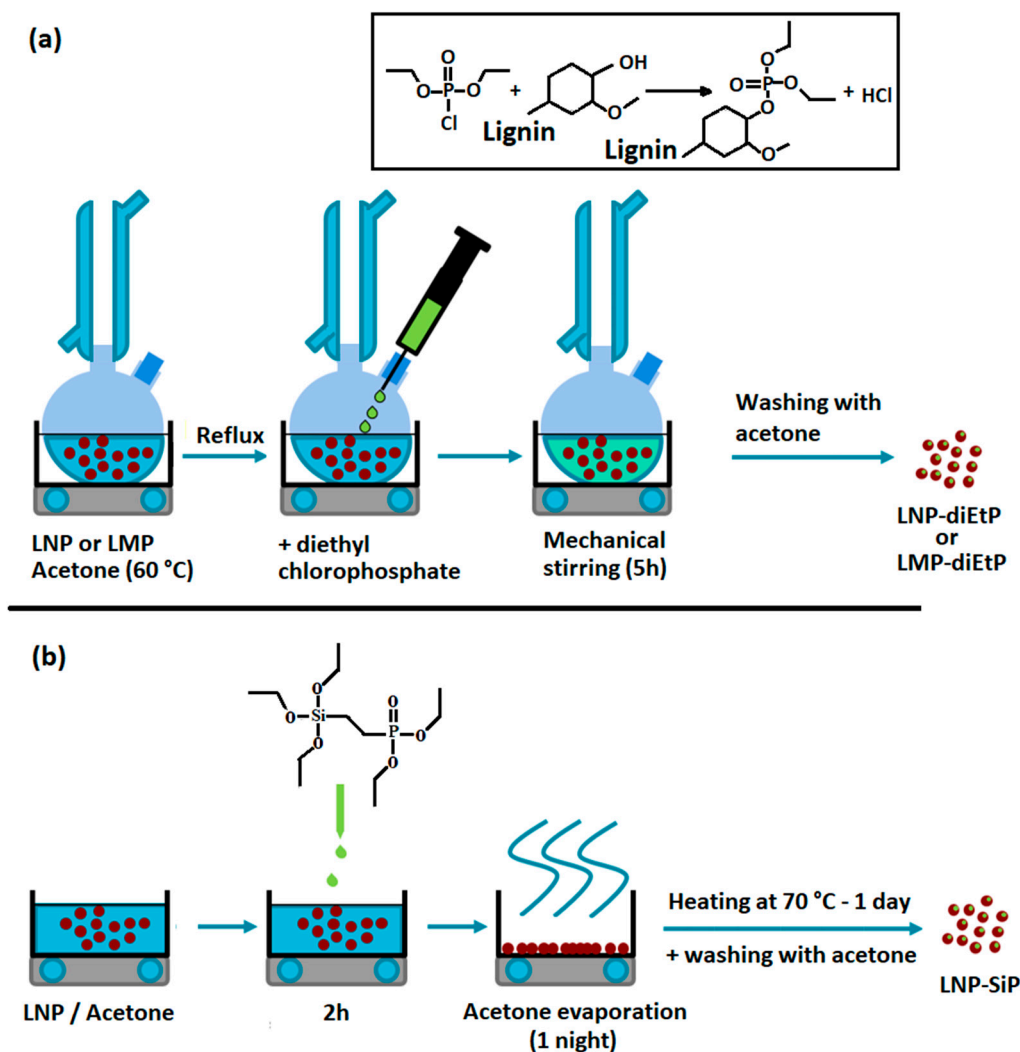 (a)
O
O
P
O
Cl
+
OH
O
Lignin
O
O
P
O
O
O
Lignin
+ HCl
Reflux
Washing with
acetone
LNP or LMP
Acetone (60 °C)
+ diethyl
chlorophosphate
Mechanical
stirring (5h)
LNP-diEtP
or
LMP-diEtP
(b)
O
O
Si
O
O
P
O
O
Heating at 70 °C - 1 day
+ washing with acetone
LNP / Acetone
2h
Acetone evaporation
(1 night)
LNP-SiP